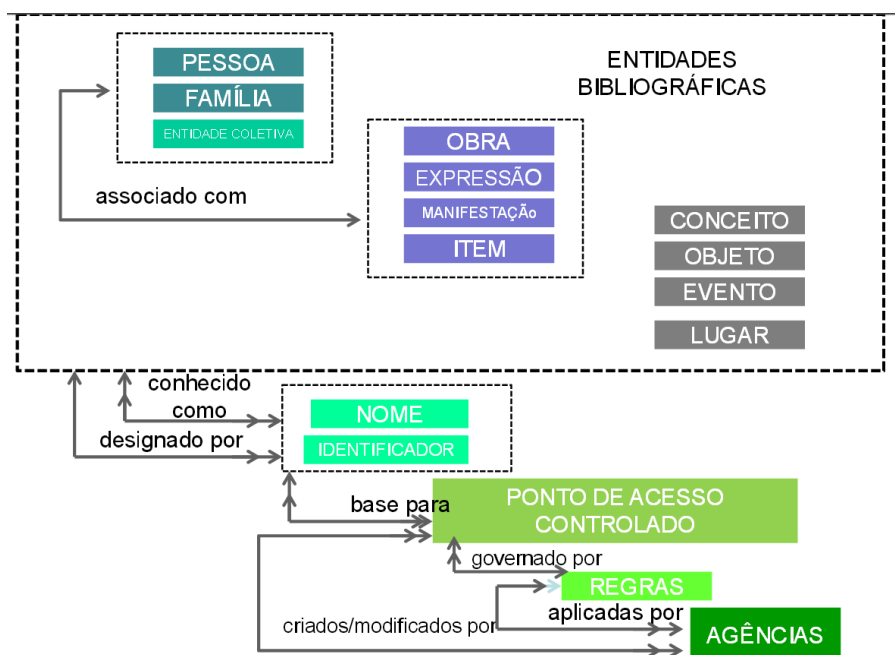 ENTIDADES
BIBLIOGRÁFICAS
PESSOA
FAMÍLIA
ENTIDADE COLETIVA
associado com
OBRA
EXPRESSÃO
MANIFESTAÇÃo
ITEM
CONCEITO
OBJETO
EVENTO
LUGAR
conhecido
como
designado por
NOME
IDENTIFICADOR
base para
PONTO DE ACESSO
CONTROLADO
governado por
REGRAS
aplicadas por
criados/modificados por
AGÊNCIAS